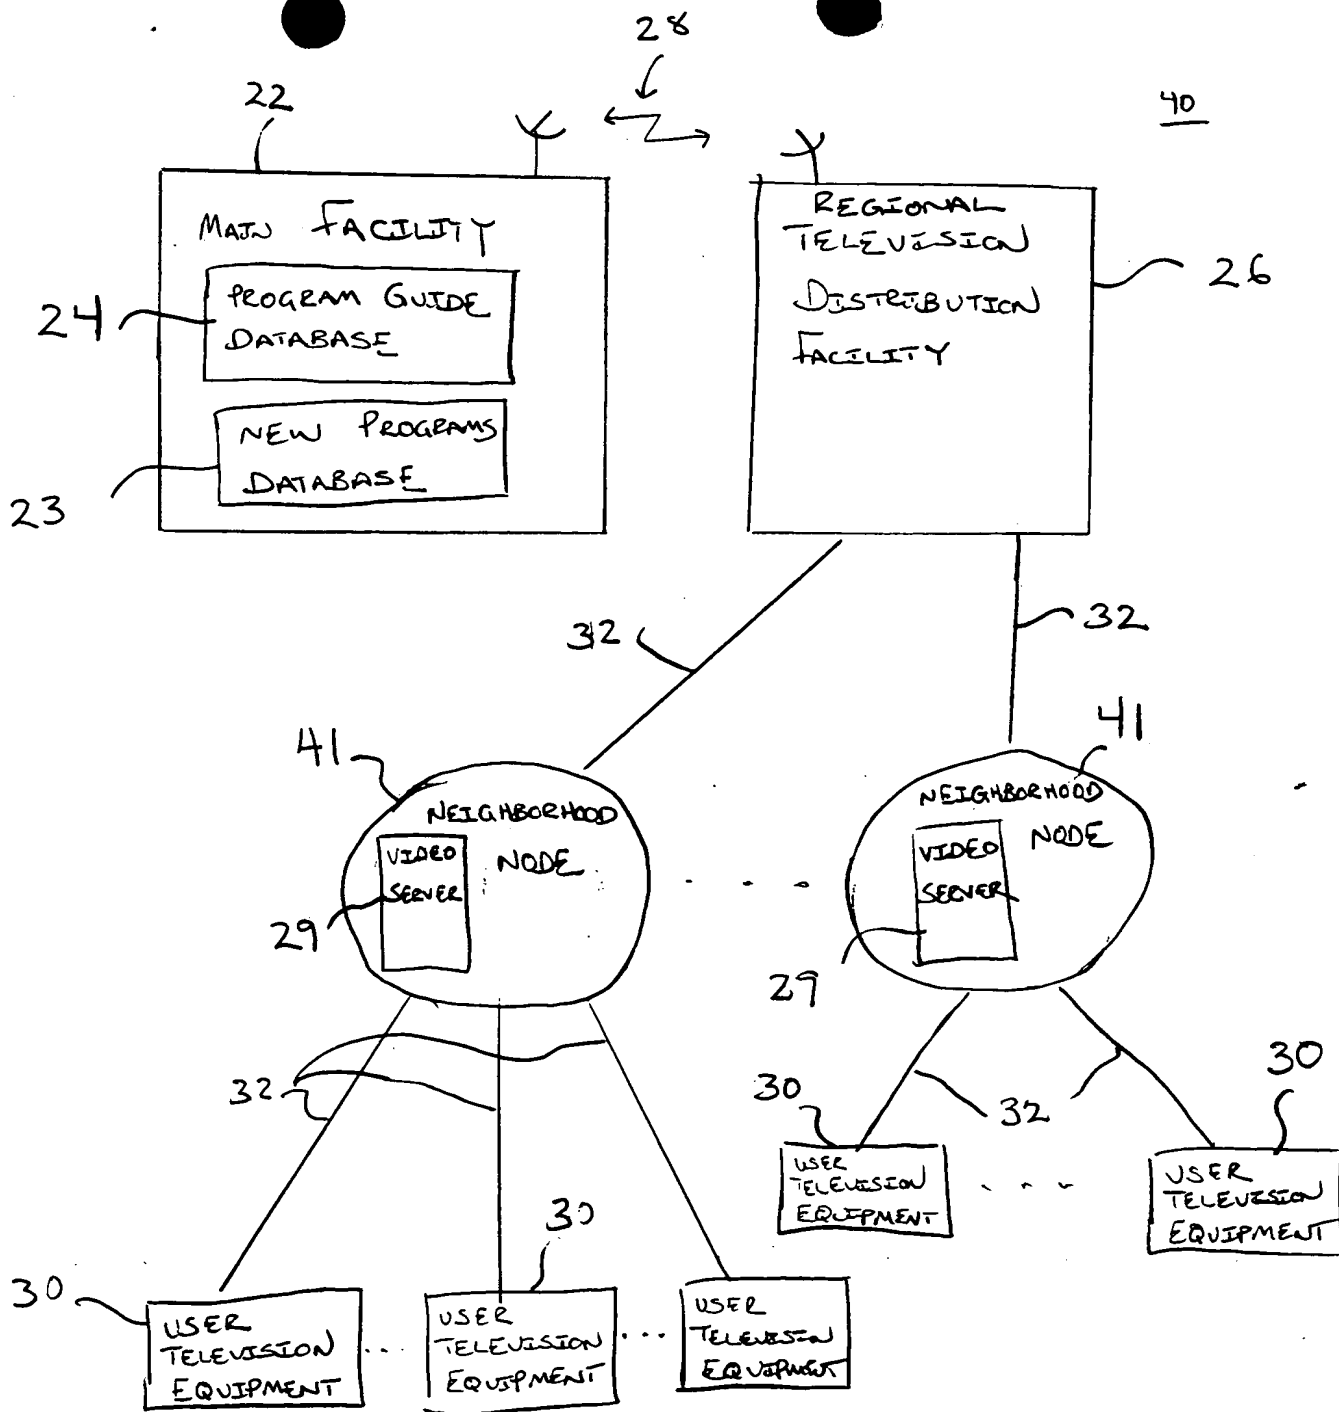 28
22
40
MAIN FACILITY
PROGRAM GUIDE
DATABASE
24
NEW PROGRAMS
DATABASE
23
REGIONAL
TELEVISION
DISTRIBUTION
FACILITY
26
32
32
41
NEIGHBORHOOD
NODE
VIDEO
SERVER
29
41
NEIGHBORHOOD
NODE
VIDEO
SERVER
29
32
32
30
USER
TELEVISION
EQUIPMENT
30
USER
TELEVISION
EQUIPMENT
30
USER
TELEVISION
EQUIPMENT
30
USER
TELEVISION
EQUIPMENT
USER
TELEVISION
EQUIPMENT